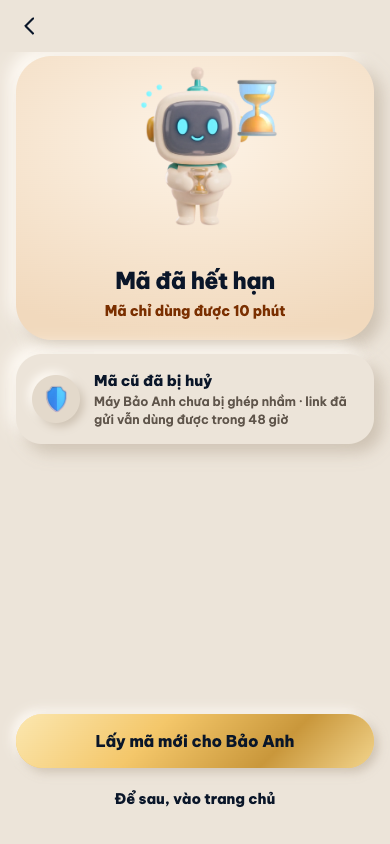 Mã đã hết hạn
Mã chỉ dùng được 10 phút
Mã cũ đã bị huỷ
Máy Bảo Anh chưa bị ghép nhầm · link đã
gửi vẫn dùng được trong 48 giờ
Lấy mã mới cho Bảo Anh
Để sau, vào trang chủ